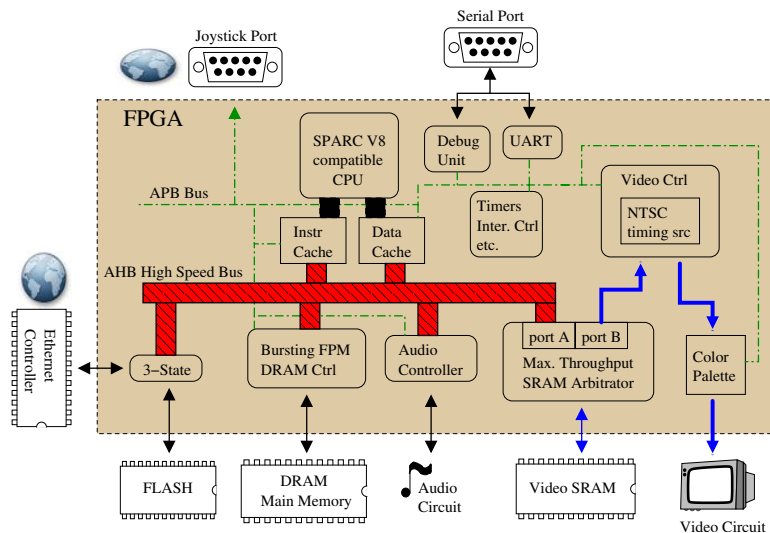 Serial Port
Joystick Port
FPGA
SPARC V8
compatible
CPU
Debug
Unit
UART
Video Ctrl
NTSC
timing src
APB Bus
Timers
Inter. Ctrl
etc.
Instr
Cache
Data
Cache
AHB High Speed Bus
Ethernet
Controller
port A
port B
3−State
Bursting FPM
DRAM Ctrl
Audio
Controller
Max. Throughput
SRAM Arbitrator
Color
Palette
FLASH
DRAM
Main Memory
Audio
Circuit
Video SRAM
Video Circuit